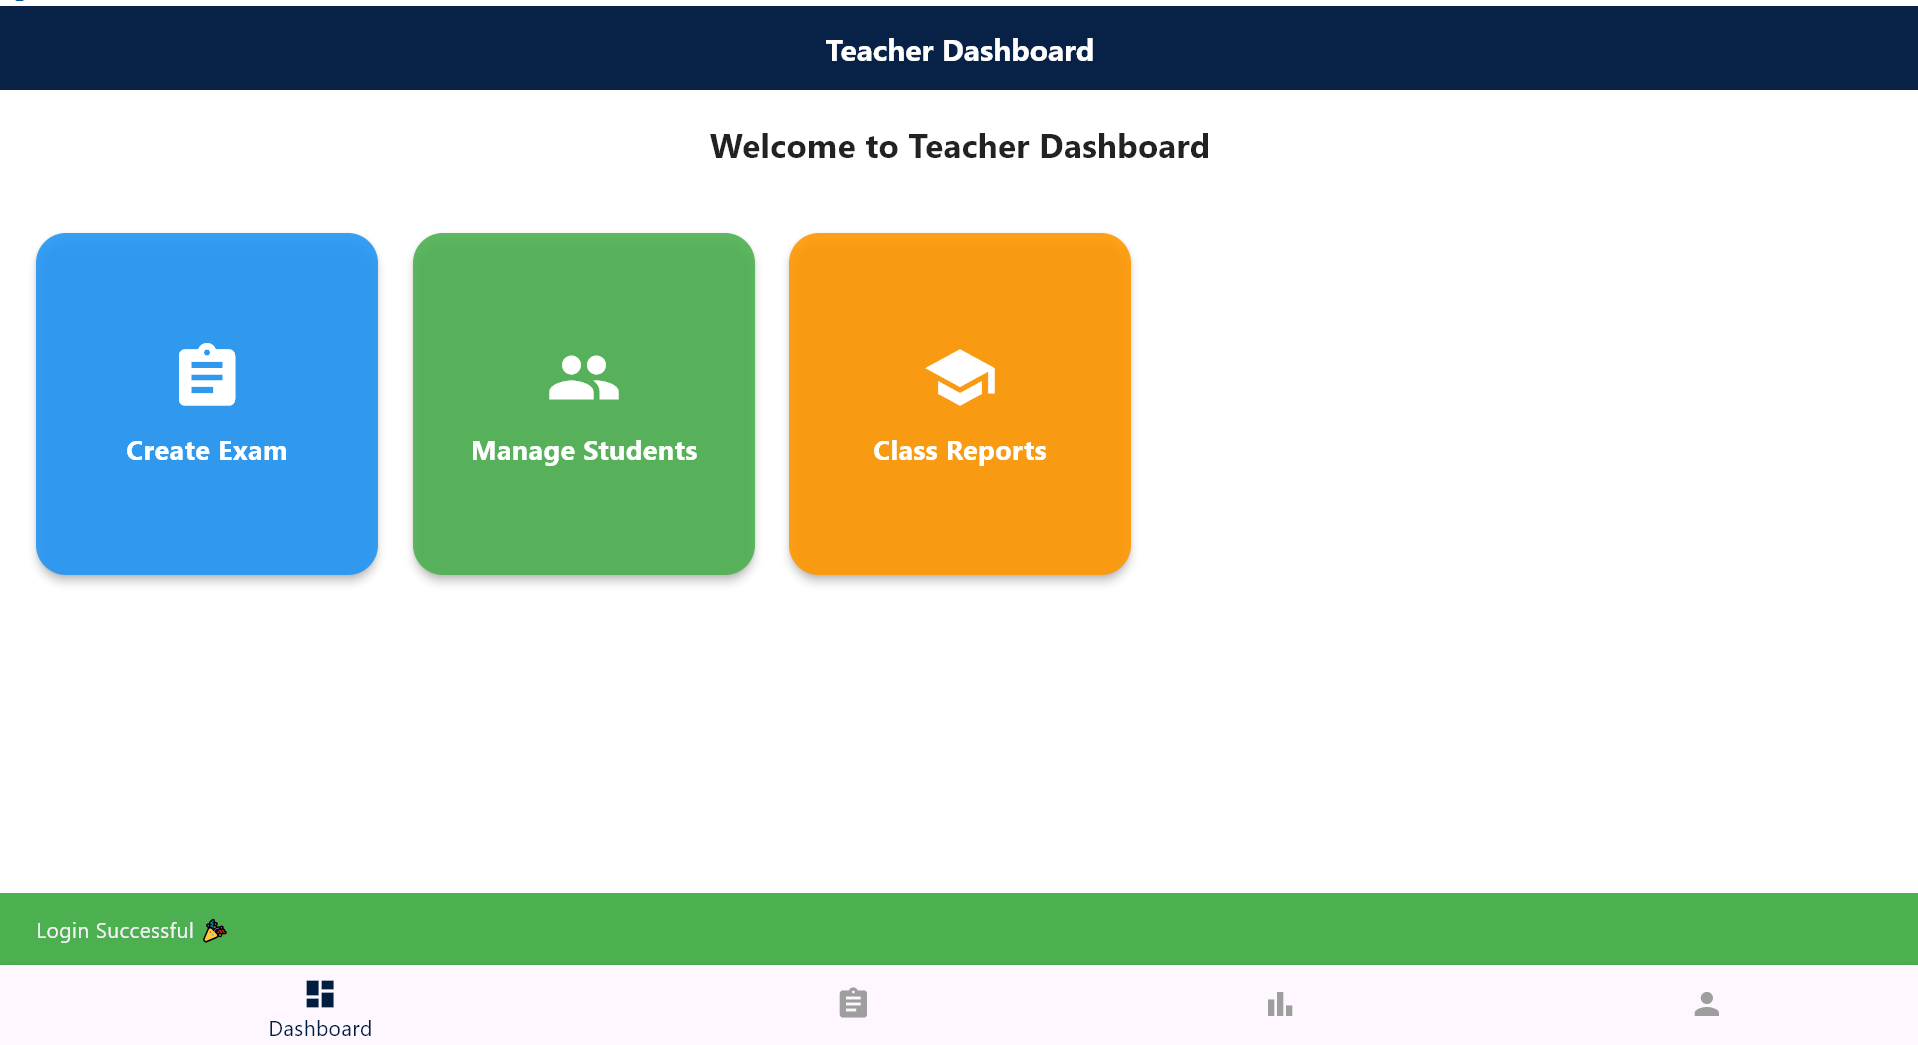 Teacher Dashboard
Welcome to Teacher Dashboard
Create Exam
Manage Students
Class Reports
Login Successful 🎉
Dashboard